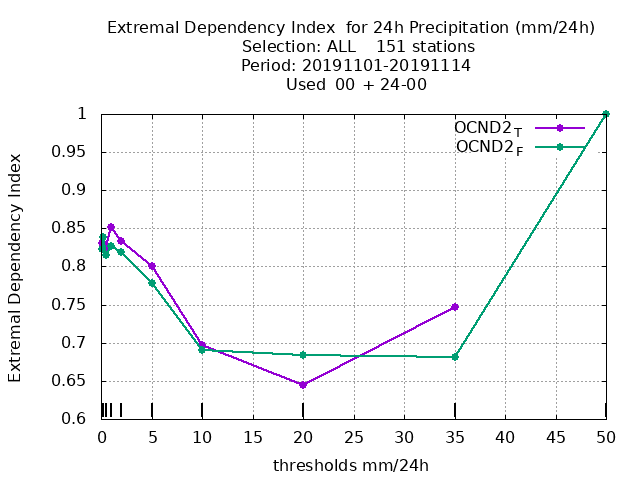 Extremal Dependency Index  for 24h Precipitation (mm/24h)
Selection: ALL    151 stations
Period: 20191101-20191114
Used  00  + 24-00
OCND2T
OCND2F
1
0.95
0.9
0.85
0.8
0.75
0.7
0.65
0.6
Extremal Dependency Index
0 5 10 15 20 25 30 35 40 45 50
thresholds mm/24h